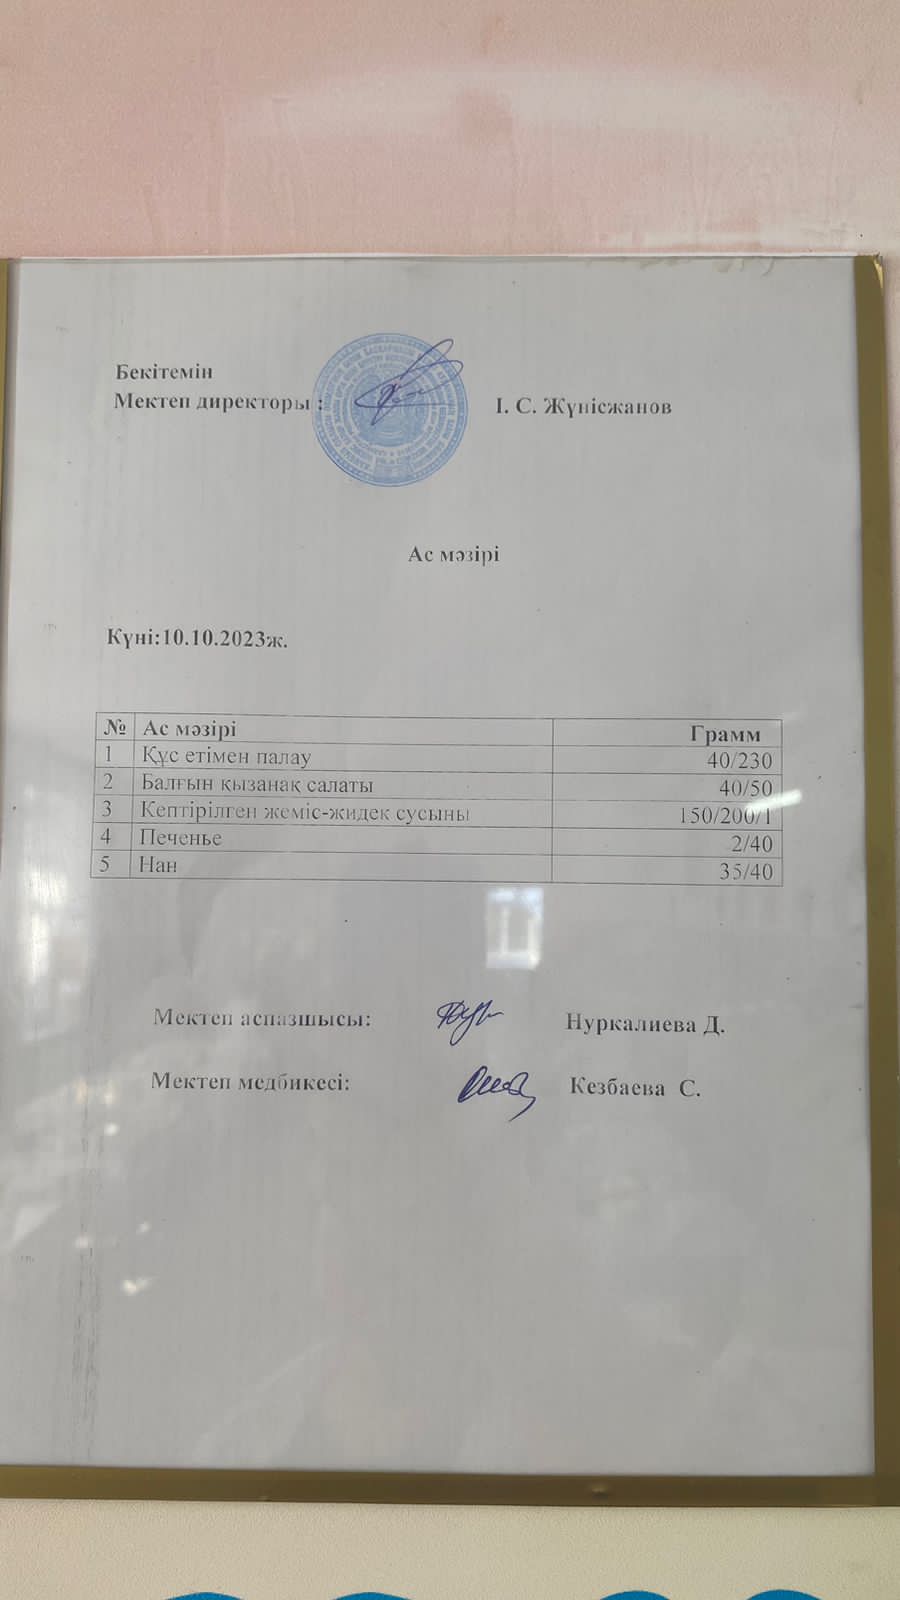 Бекітемін
Мектеп директоры : І. С. Жүнісжанов
Ас мәзірі
Күні:10.10.2023ж.
№ Ас мәзірі Грамм
1 Құс етімен палау 40/230
2 Балғын қызанақ салаты 40/50
3 Кептірілген жеміс-жидек сусыны 150/200/1
4 Печенье 2/40
5 Нан 35/40
Мектеп аспазшысы: Нуркалиева Д.
Мектеп медбикесі: Кезбаева С.